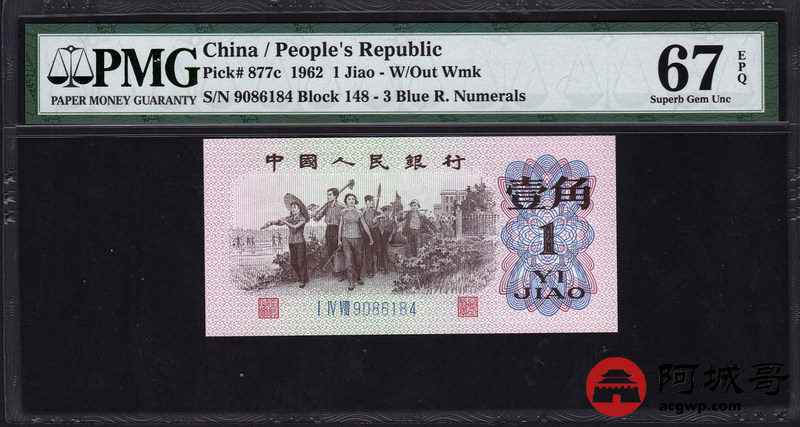 PMG
PAPER MONEY GUARANTY
China / People's Republic
Pick# 877c 1962 1 Jiao - W/Out Wmk
S/N 9086184 Block 148 - 3 Blue R. Numerals
67 EPQ
Superb Gem Unc
中國人民銀行
壹角
1
YI
JIAO
I IV VIII 9086184
阿城哥
acgwp.com